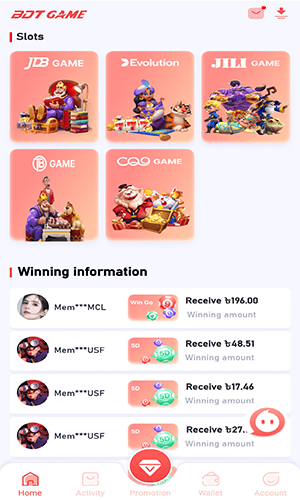 BDT GAME
Slots
JDB GAME
Evolution
JILI GAME
TB GAME
CQ9 GAME
Winning information
Mem***MCL
Win Go
Receive ৳196.00
Winning amount
Mem***USF
5D
Receive ৳48.51
Winning amount
Mem***USF
5D
Receive ৳17.46
Winning amount
Mem***USF
5D
Receive ৳27..
Winning amount
Home
Activity
Promotion
Wallet
Account